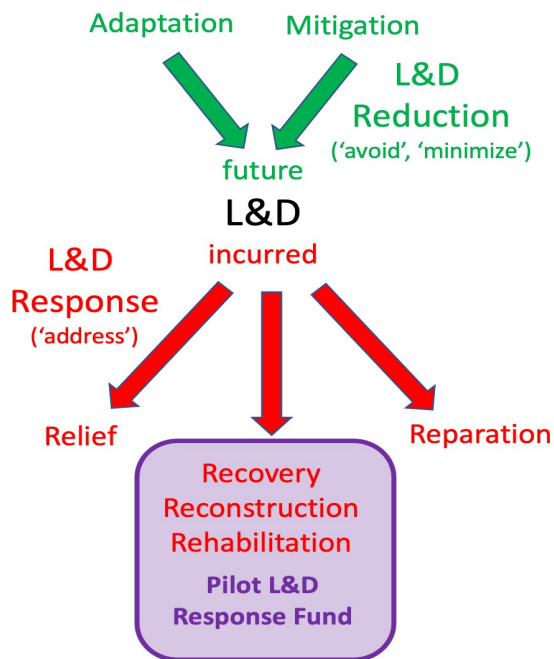 Adaptation
Mitigation
L&D
Reduction
(‘avoid’, ‘minimize’)
future
L&D
incurred
L&D
Response
(‘address’)
Relief
Reparation
Recovery
Reconstruction
Rehabilitation
Pilot L&D
Response Fund